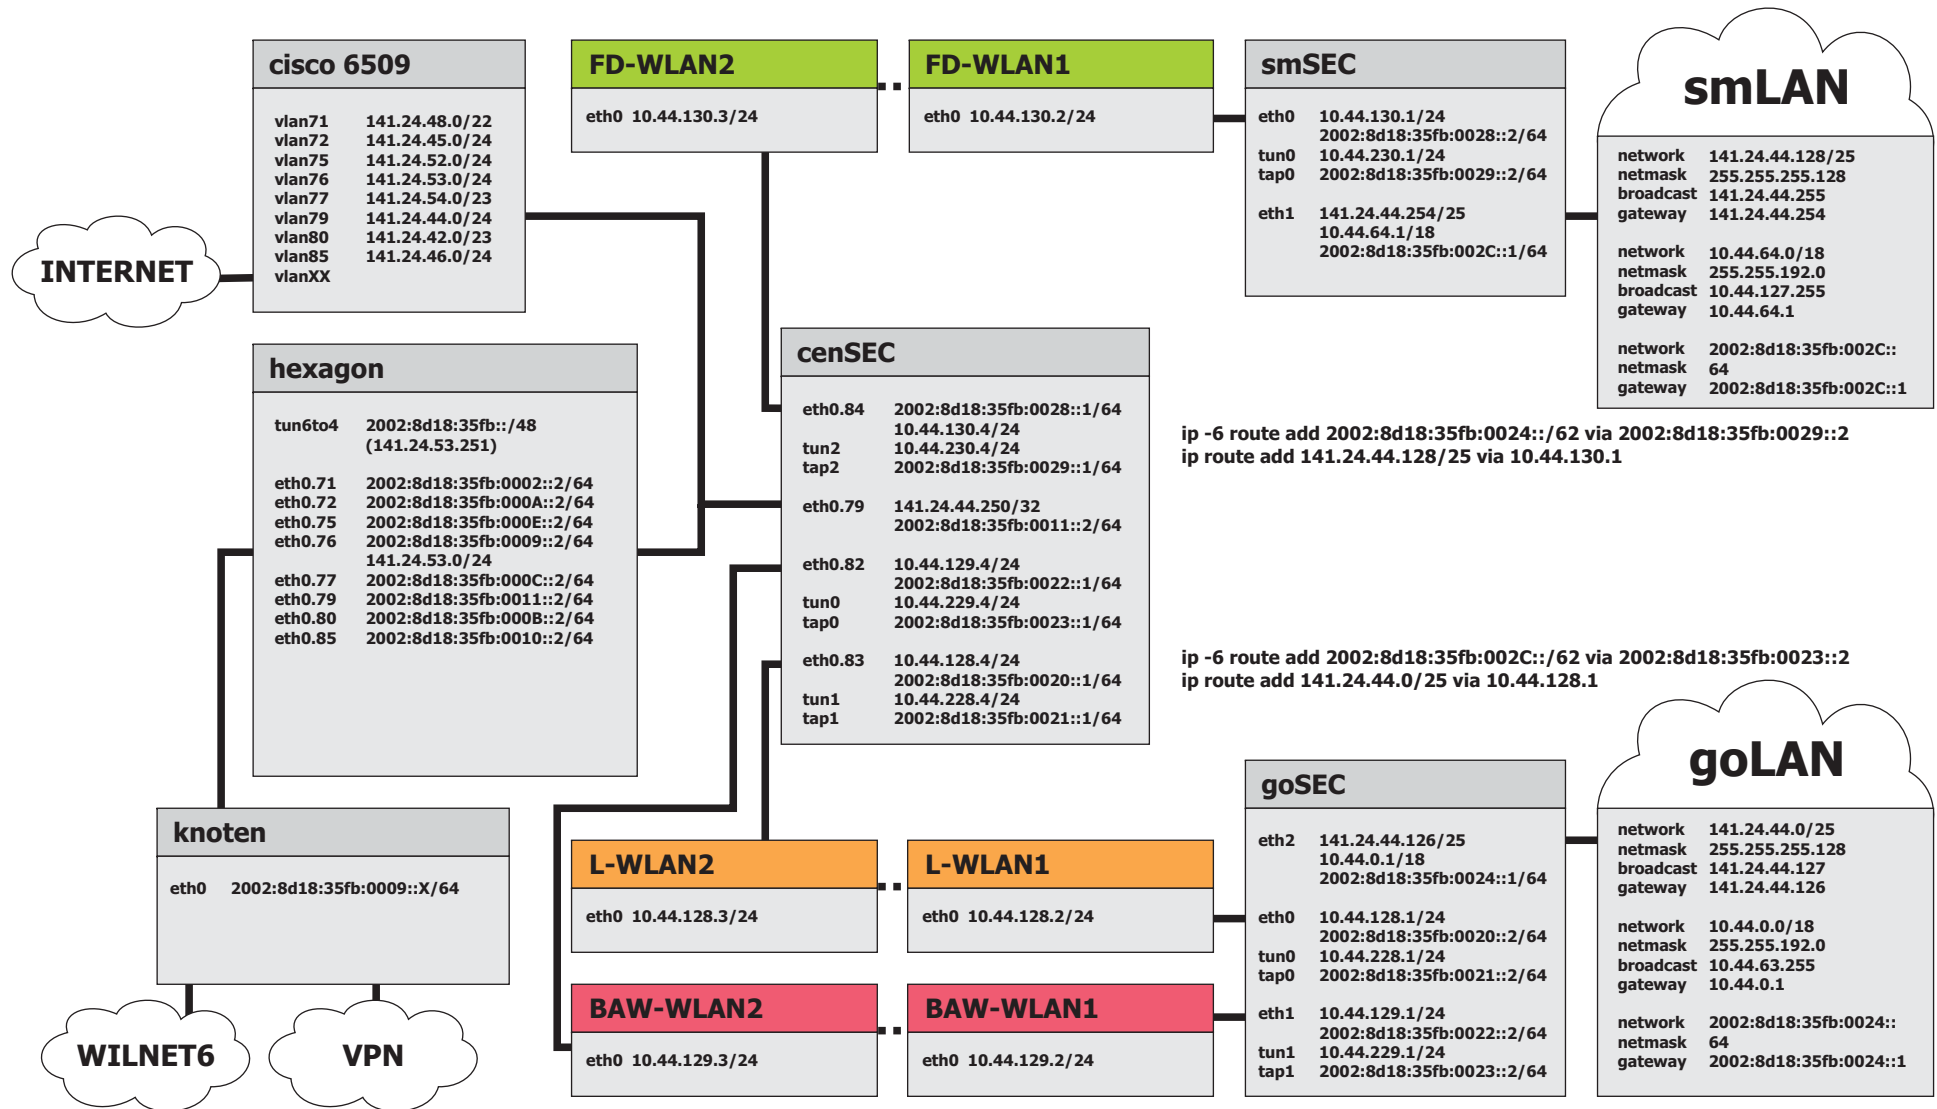 cisco 6509
vlan71 141.24.48.0/22
vlan72 141.24.45.0/24
vlan75 141.24.52.0/24
vlan76 141.24.53.0/24
vlan77 141.24.54.0/23
vlan79 141.24.44.0/24
vlan80 141.24.42.0/23
vlan85 141.24.46.0/24
vlanXX
INTERNET
FD-WLAN2
eth0 10.44.130.3/24
FD-WLAN1
eth0 10.44.130.2/24
smSEC
eth0 10.44.130.1/24
2002:8d18:35fb:0028::2/64
tun0 10.44.230.1/24
tap0 2002:8d18:35fb:0029::2/64
eth1 141.24.44.254/25
10.44.64.1/18
2002:8d18:35fb:002C::1/64
smLAN
network 141.24.44.128/25
netmask 255.255.255.128
broadcast 141.24.44.255
gateway 141.24.44.254
network 10.44.64.0/18
netmask 255.255.192.0
broadcast 10.44.127.255
gateway 10.44.64.1
network 2002:8d18:35fb:002C::
netmask 64
gateway 2002:8d18:35fb:002C::1
hexagon
tun6to4 2002:8d18:35fb::/48
(141.24.53.251)
eth0.71 2002:8d18:35fb:0002::2/64
eth0.72 2002:8d18:35fb:000A::2/64
eth0.75 2002:8d18:35fb:000E::2/64
eth0.76 2002:8d18:35fb:0009::2/64
141.24.53.0/24
eth0.77 2002:8d18:35fb:000C::2/64
eth0.79 2002:8d18:35fb:0011::2/64
eth0.80 2002:8d18:35fb:000B::2/64
eth0.85 2002:8d18:35fb:0010::2/64
cenSEC
eth0.84 2002:8d18:35fb:0028::1/64
10.44.130.4/24
tun2 10.44.230.4/24
tap2 2002:8d18:35fb:0029::1/64
eth0.79 141.24.44.250/32
2002:8d18:35fb:0011::2/64
eth0.82 10.44.129.4/24
2002:8d18:35fb:0022::1/64
tun0 10.44.229.4/24
tap0 2002:8d18:35fb:0023::1/64
eth0.83 10.44.128.4/24
2002:8d18:35fb:0020::1/64
tun1 10.44.228.4/24
tap1 2002:8d18:35fb:0021::1/64
ip -6 route add 2002:8d18:35fb:0024::/62 via 2002:8d18:35fb:0029::2
ip route add 141.24.44.128/25 via 10.44.130.1
ip -6 route add 2002:8d18:35fb:002C::/62 via 2002:8d18:35fb:0023::2
ip route add 141.24.44.0/25 via 10.44.128.1
knoten
eth0 2002:8d18:35fb:0009::X/64
WILNET6
VPN
L-WLAN2
eth0 10.44.128.3/24
L-WLAN1
eth0 10.44.128.2/24
BAW-WLAN2
eth0 10.44.129.3/24
BAW-WLAN1
eth0 10.44.129.2/24
goSEC
eth2 141.24.44.126/25
10.44.0.1/18
2002:8d18:35fb:0024::1/64
eth0 10.44.128.1/24
2002:8d18:35fb:0020::2/64
tun0 10.44.228.1/24
tap0 2002:8d18:35fb:0021::2/64
eth1 10.44.129.1/24
2002:8d18:35fb:0022::2/64
tun1 10.44.229.1/24
tap1 2002:8d18:35fb:0023::2/64
goLAN
network 141.24.44.0/25
netmask 255.255.255.128
broadcast 141.24.44.127
gateway 141.24.44.126
network 10.44.0.0/18
netmask 255.255.192.0
broadcast 10.44.63.255
gateway 10.44.0.1
network 2002:8d18:35fb:0024::
netmask 64
gateway 2002:8d18:35fb:0024::1